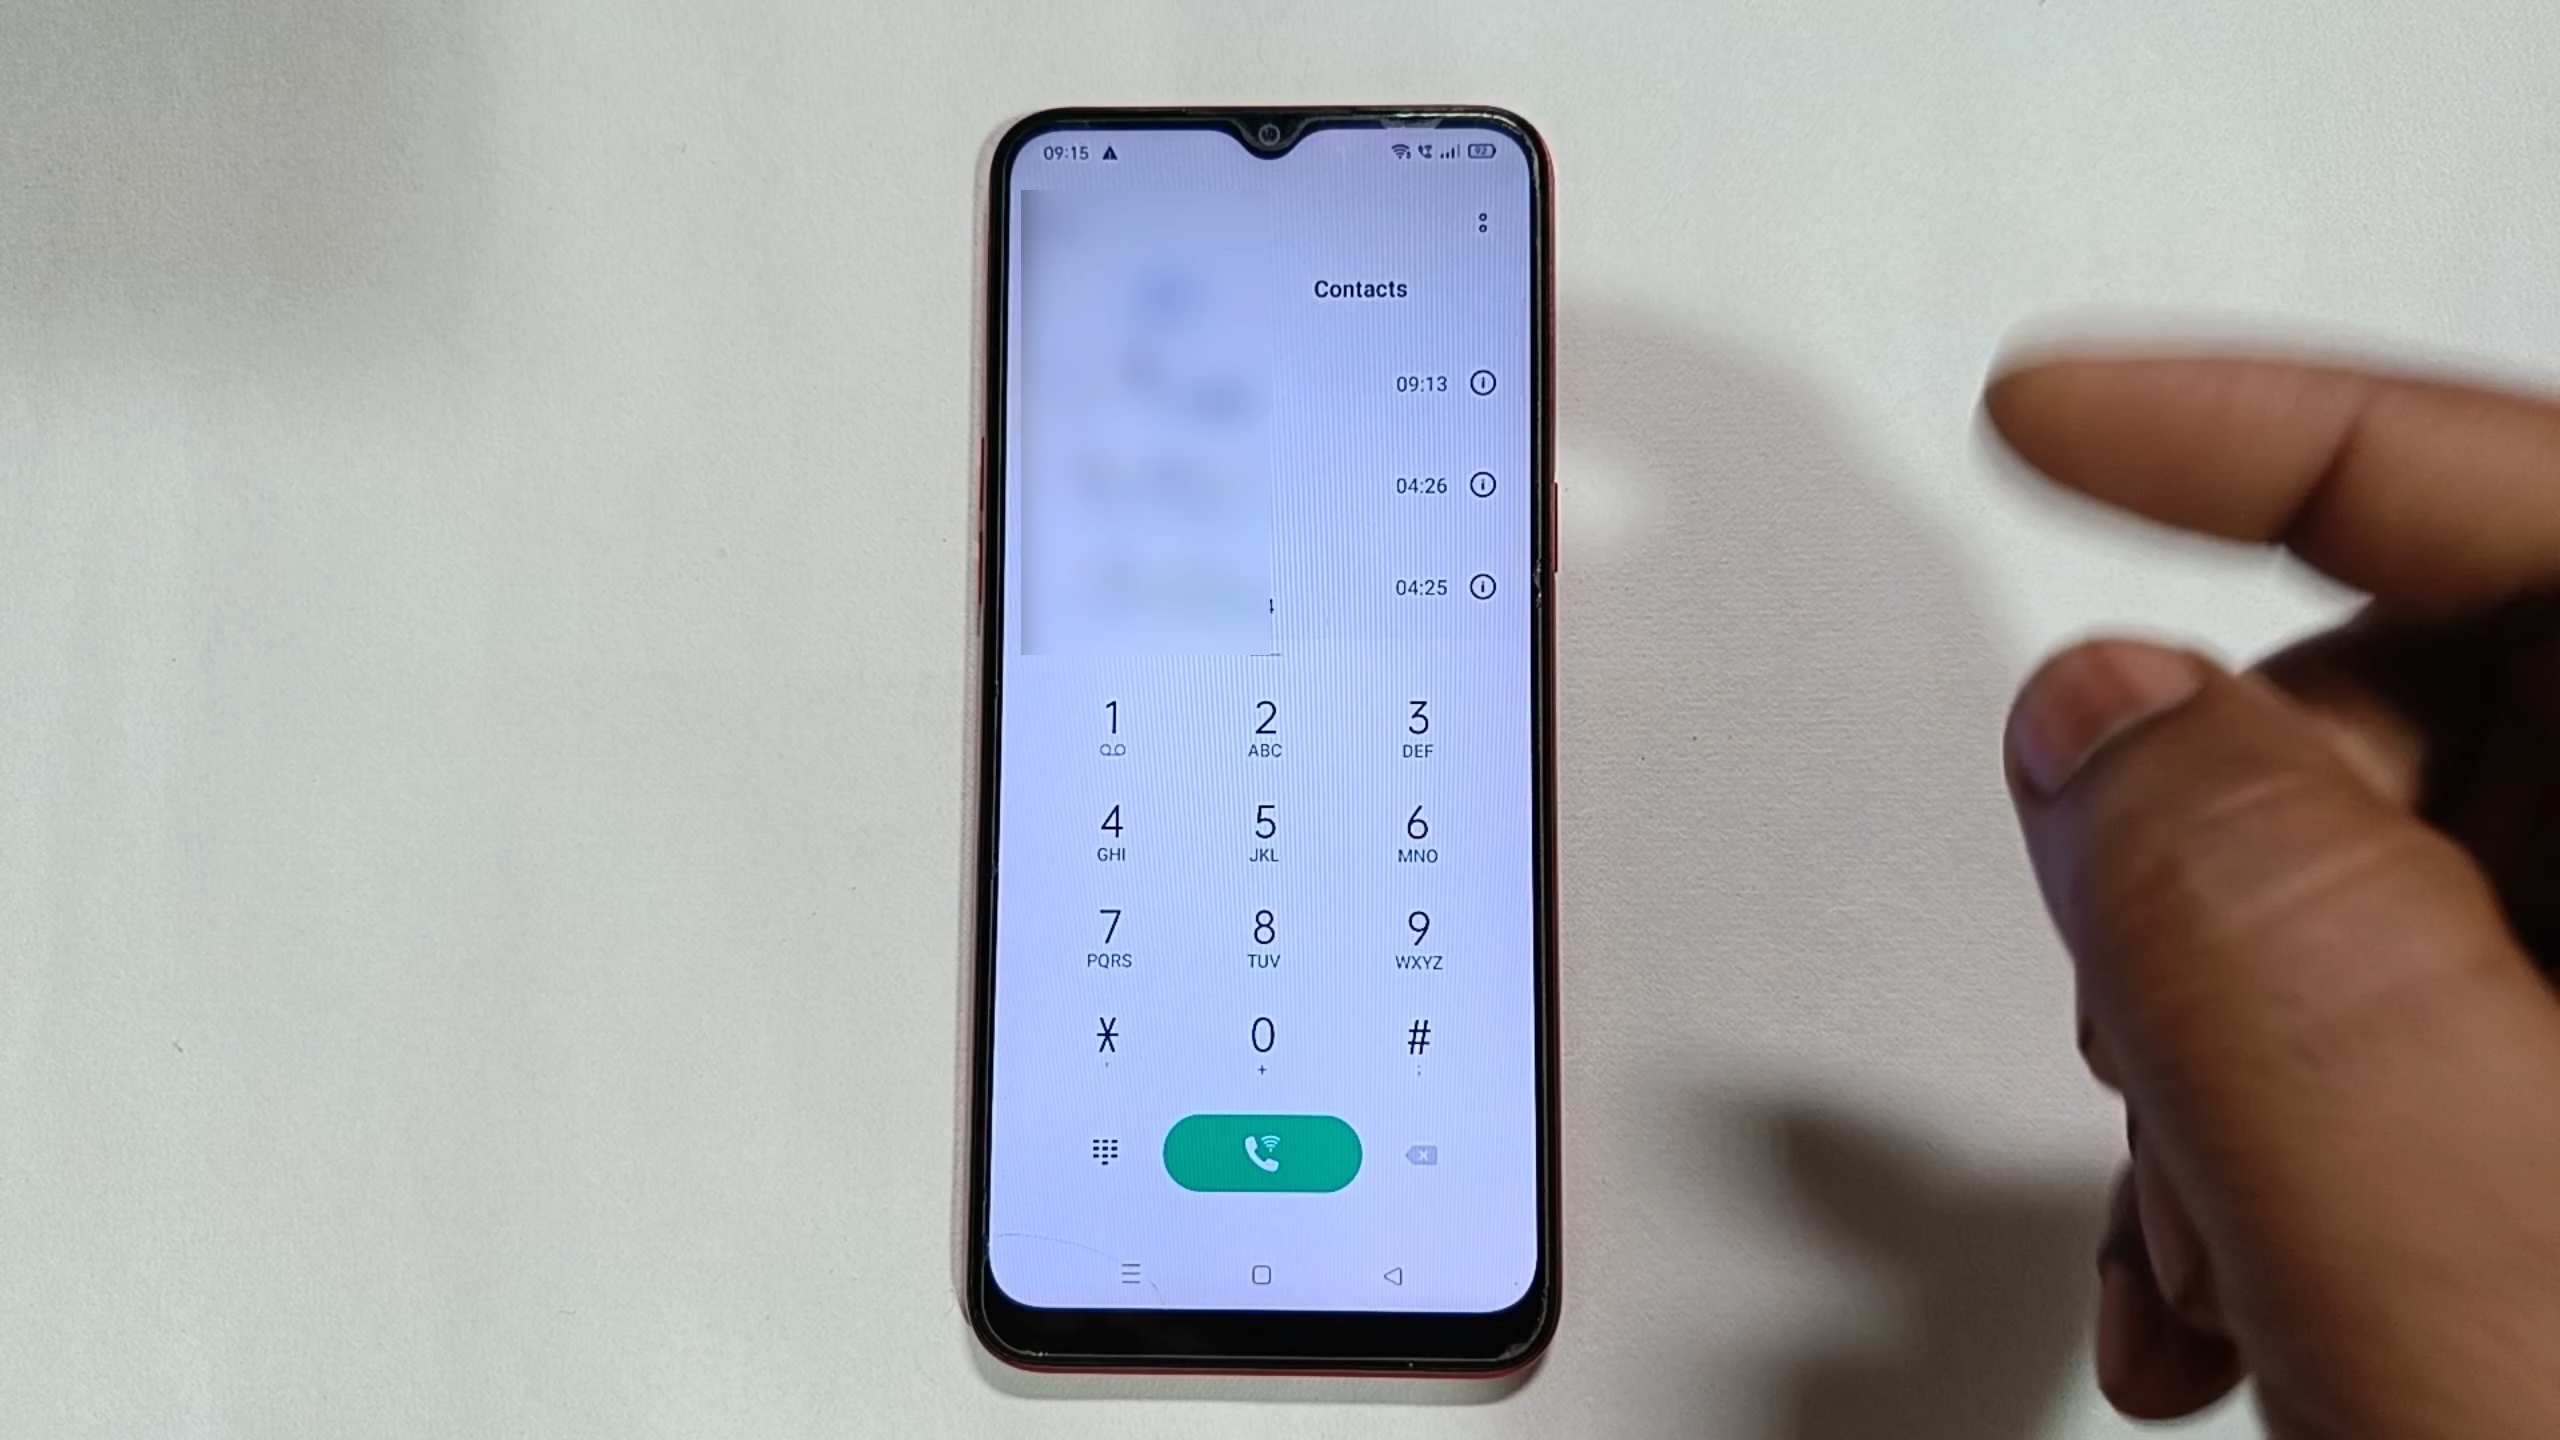 09:15 92
Contacts
09:13
04:26
04:25
1 2 3
ABC DEF
4 5 6
GHI JKL MNO
7 8 9
PQRS TUV WXYZ
* 0 #
, + ;